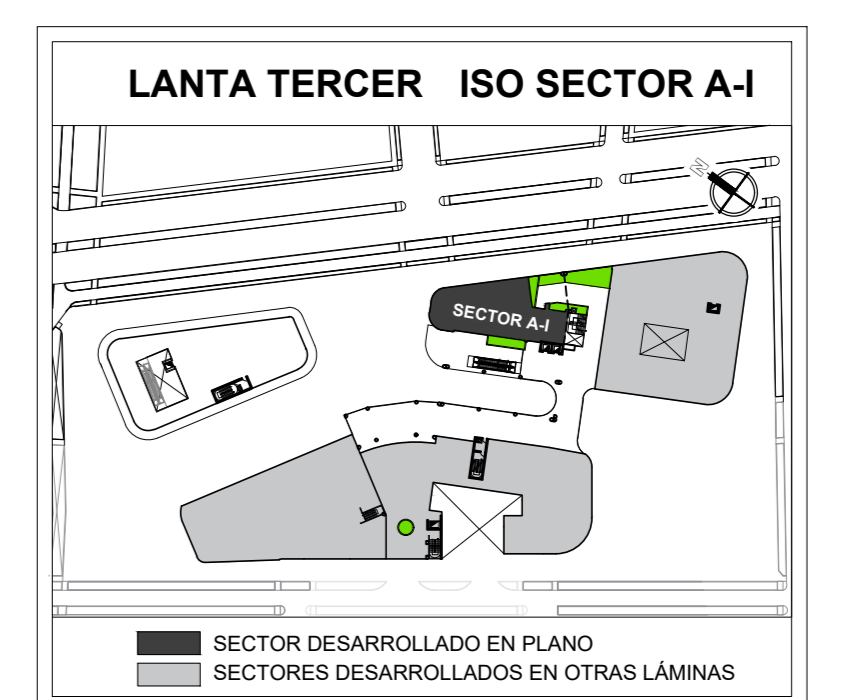 LANTA TERCER ISO SECTOR A-I
N
SECTOR A-I
SECTOR DESARROLLADO EN PLANO
SECTORES DESARROLLADOS EN OTRAS LÁMINAS